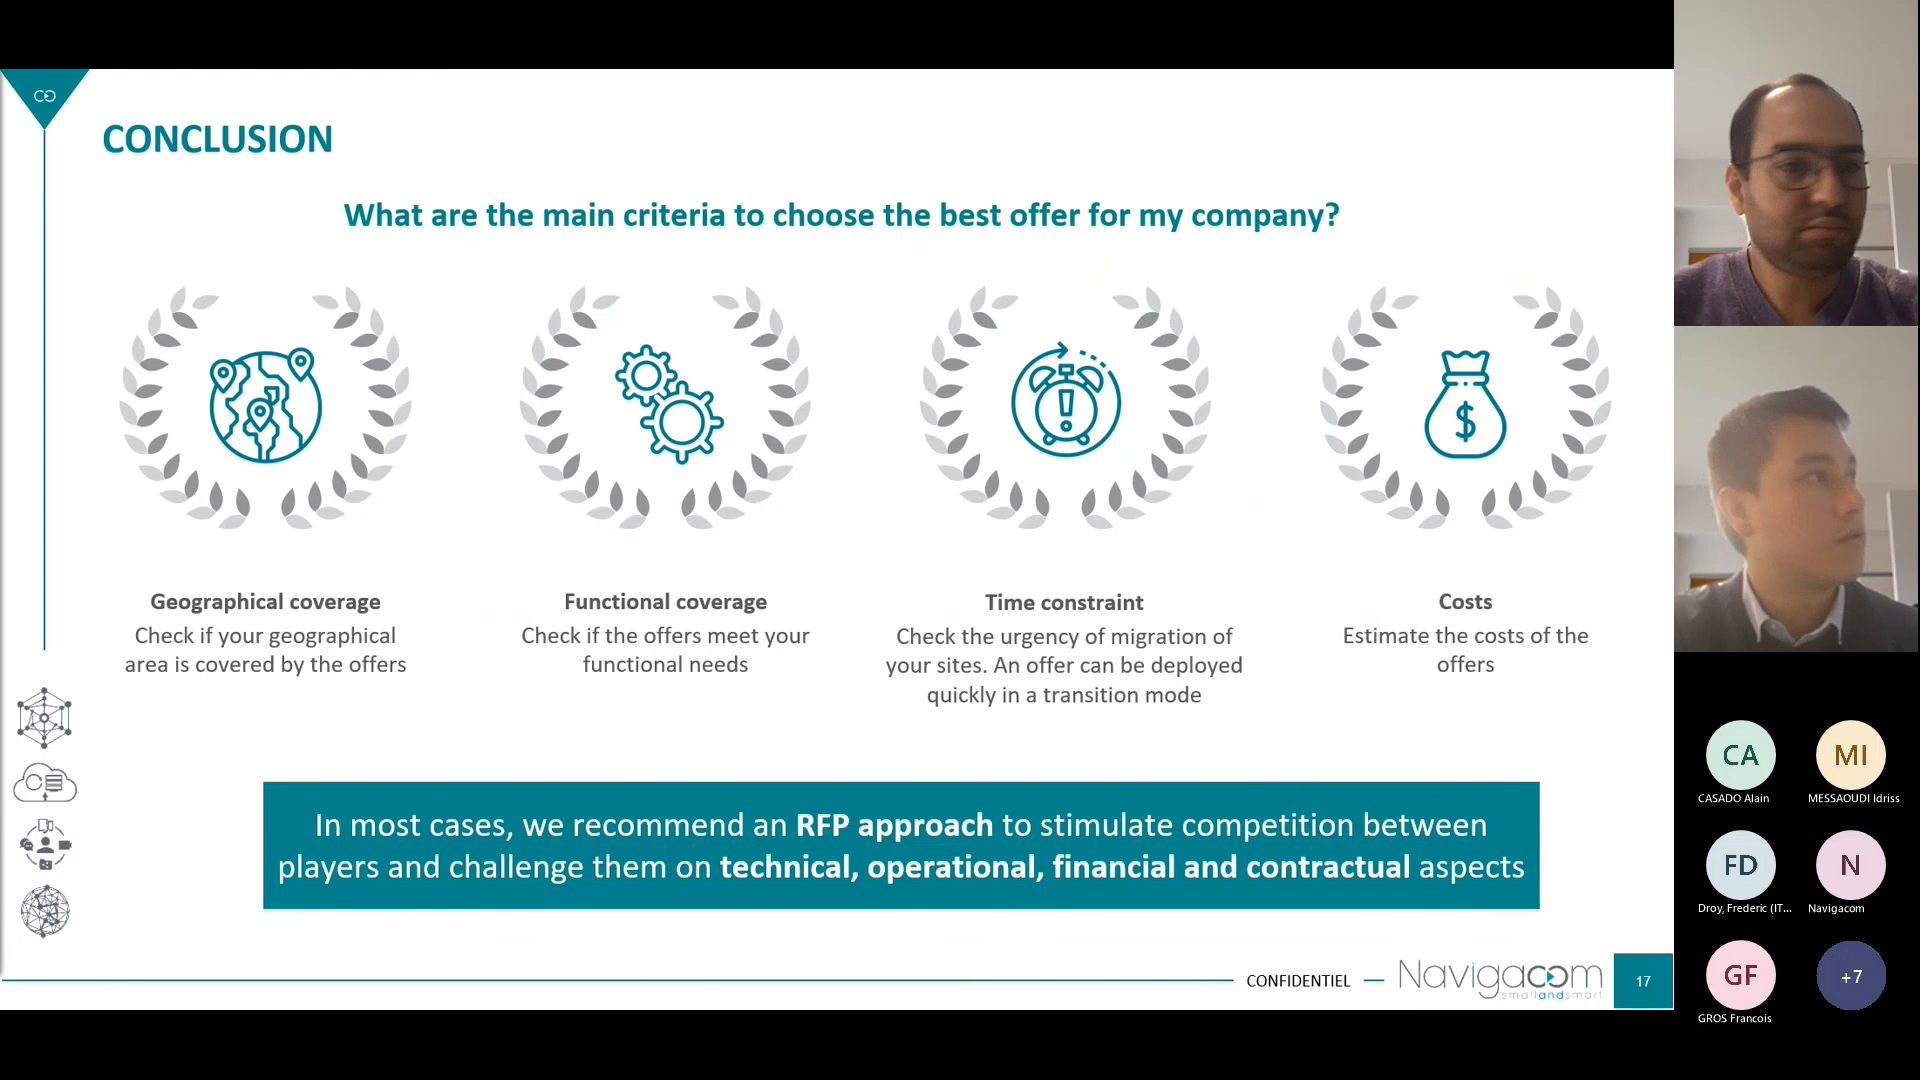 CONCLUSION
What are the main criteria to choose the best offer for my company?
$
Geographical coverage
Check if your geographical
area is covered by the offers
Functional coverage
Check if the offers meet your
functional needs
Time constraint
Check the urgency of migration of
your sites. An offer can be deployed
quickly in a transition mode
Costs
Estimate the costs of the
offers
In most cases, we recommend an RFP approach to stimulate competition between
players and challenge them on technical, operational, financial and contractual aspects
CONFIDENTIEL
Navigacom
smallandsmart
17
CA
CASADO Alain
MI
MESSAOUDI Idriss
FD
Droy, Frederic (IT...
N
Navigacom
GF
GROS Francois
+7